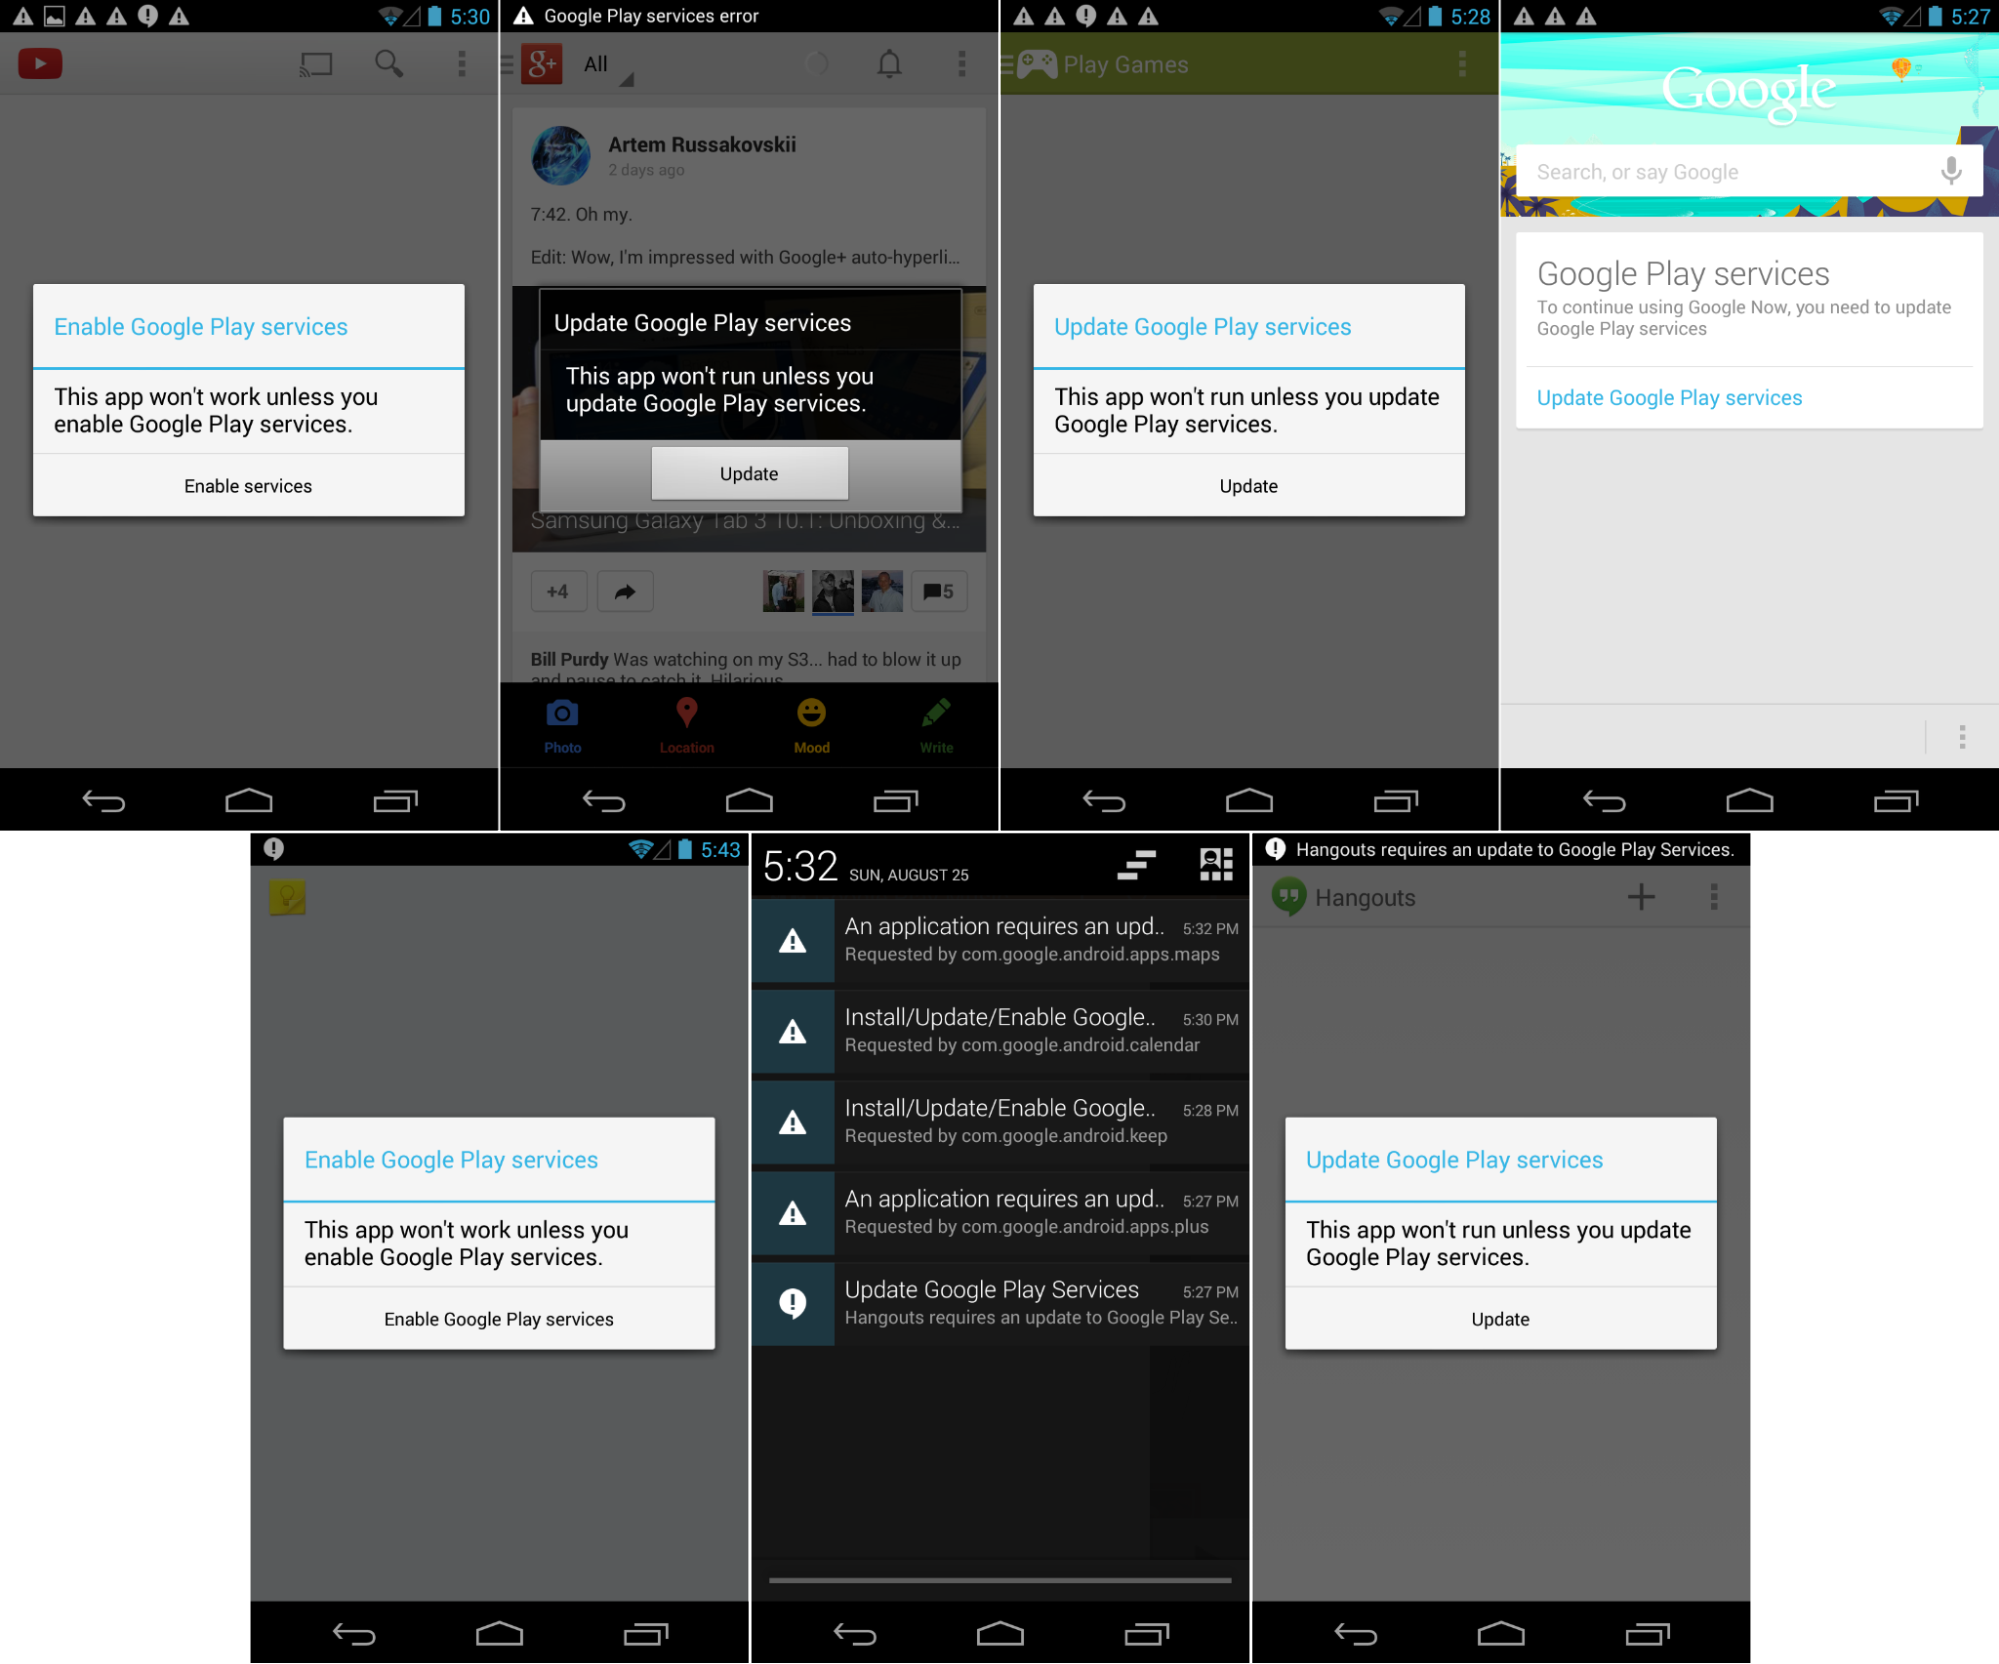 5:30
Enable Google Play services
This app won't work unless you
enable Google Play services.
Enable services
Google Play services error
g+
All
Artem Russakovskii
2 days ago
7:42. Oh my.
Edit: Wow, I'm impressed with Google+ auto-hyperli...
Update Google Play services
This app won't run unless you
update Google Play services.
Update
Samsung Galaxy Tab 3 10.1: Unboxing &...
+4
5
Bill Purdy Was watching on my S3... had to blow it up
and pause to catch it. Hilarious
Photo
Location
Mood
Write
5:28
Play Games
Update Google Play services
This app won't run unless you update
Google Play services.
Update
5:27
Google
Search, or say Google
Google Play services
To continue using Google Now, you need to update
Google Play services
Update Google Play services
5:43
Enable Google Play services
This app won't work unless you
enable Google Play services.
Enable Google Play services
5:32 SUN, AUGUST 25
An application requires an upd.. 5:32 PM
Requested by com.google.android.apps.maps
Install/Update/Enable Google.. 5:30 PM
Requested by com.google.android.calendar
Install/Update/Enable Google.. 5:28 PM
Requested by com.google.android.keep
An application requires an upd.. 5:27 PM
Requested by com.google.android.apps.plus
Update Google Play Services 5:27 PM
Hangouts requires an update to Google Play Se..
Hangouts requires an update to Google Play Services.
Hangouts
Update Google Play services
This app won't run unless you update
Google Play services.
Update